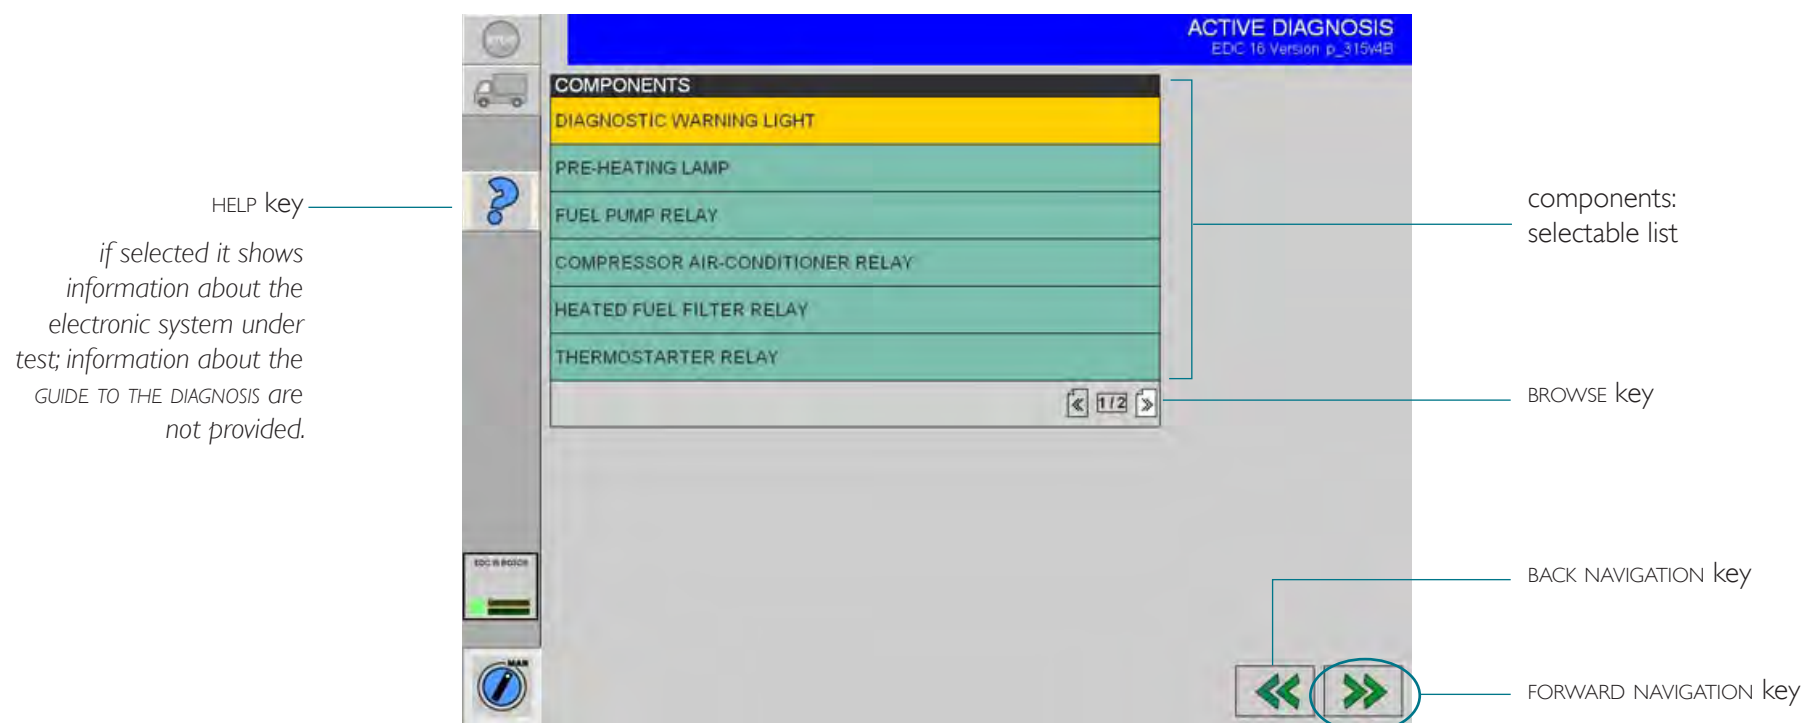 ACTIVE DIAGNOSIS
EDC 16 Version p_315v4B
COMPONENTS
DIAGNOSTIC WARNING LIGHT
PRE-HEATING LAMP
FUEL PUMP RELAY
COMPRESSOR AIR-CONDITIONER RELAY
HEATED FUEL FILTER RELAY
THERMOSTARTER RELAY
1/2
HELP key
if selected it shows
information about the
electronic system under
test; information about the
GUIDE TO THE DIAGNOSIS are
not provided.
components:
selectable list
BROWSE key
BACK NAVIGATION key
FORWARD NAVIGATION key
MAR